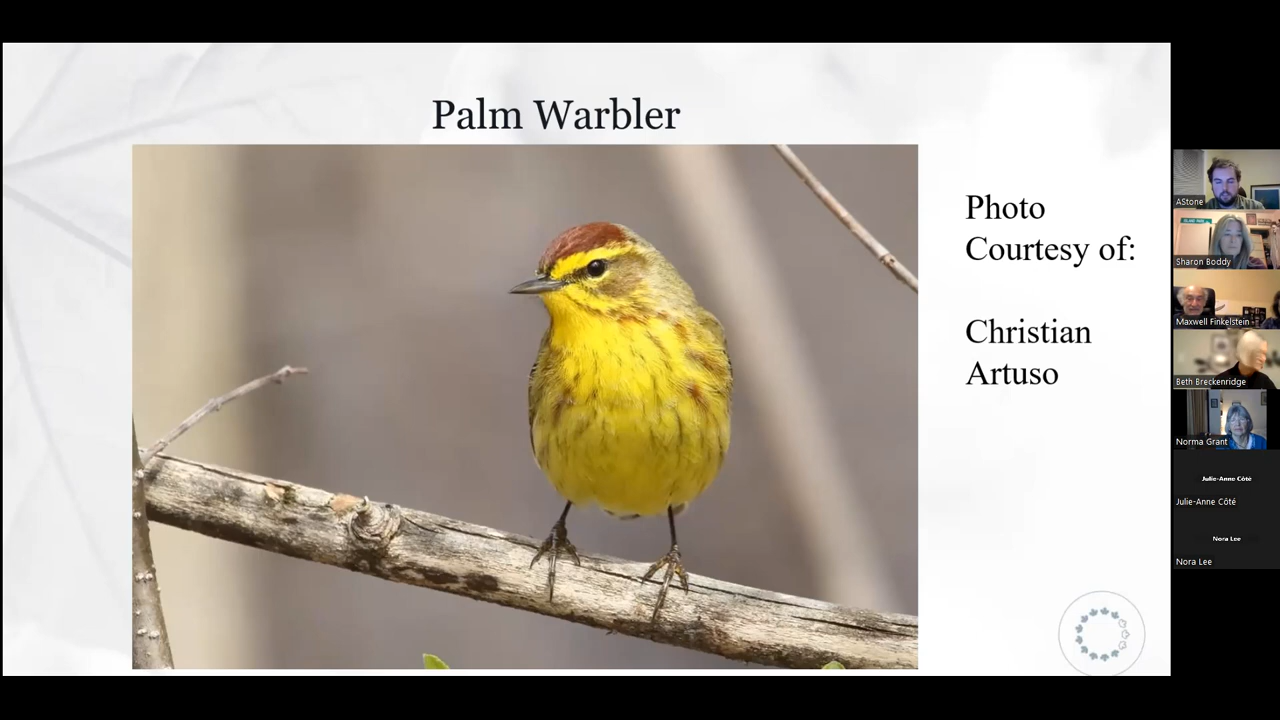 Palm Warbler
Photo
Courtesy of:
Christian
Artuso
AStone
Sharon Boddy
Maxwell Finkelstein
Beth Breckenridge
Norma Grant
Julie-Anne Côté
Julie-Anne Côté
Nora Lee
Nora Lee